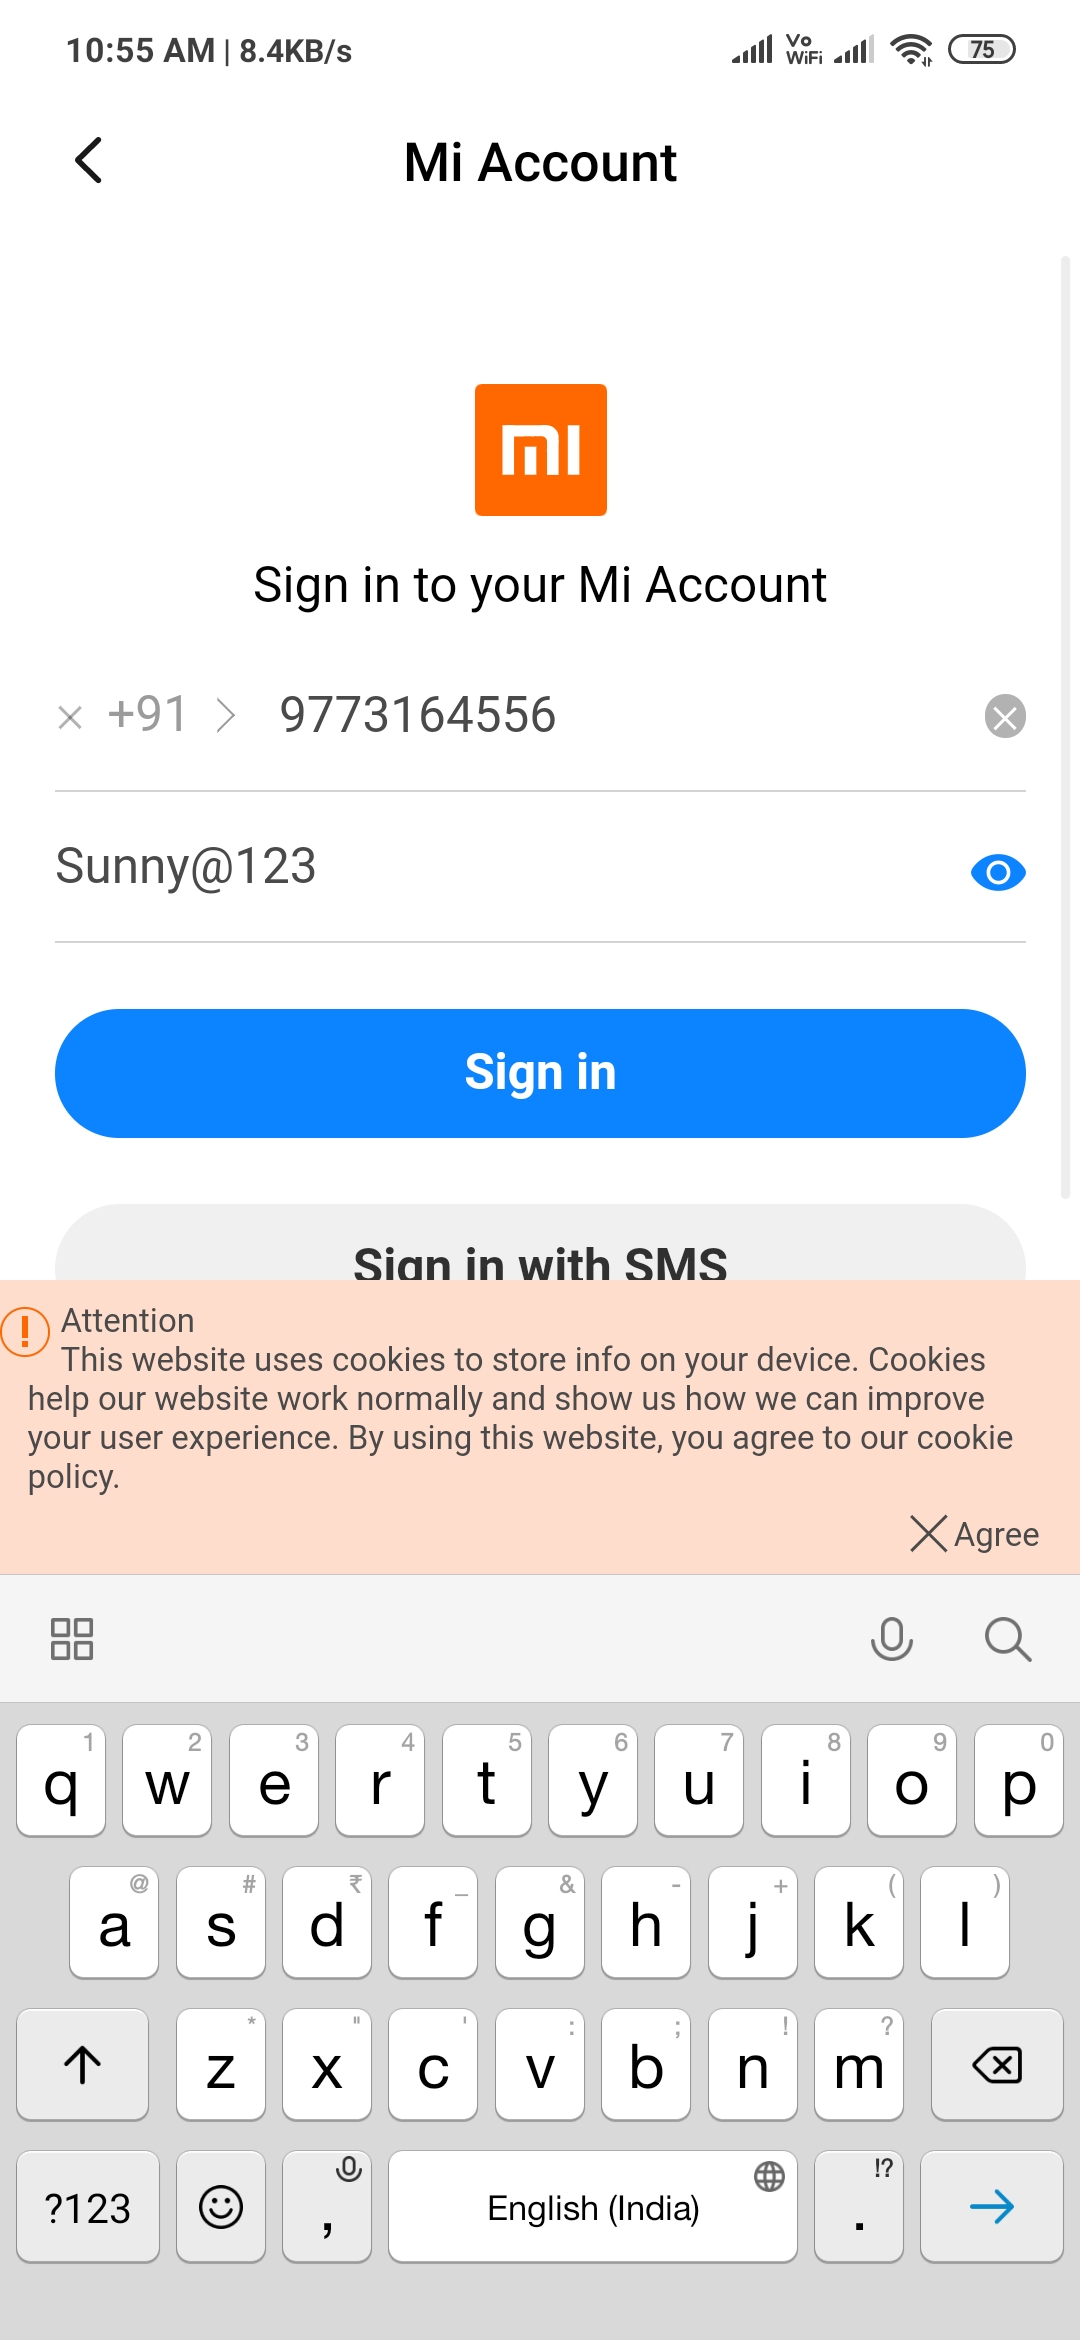 10:55 AM | 8.4KB/s Vo WiFi 75
Mi Account
mi
Sign in to your Mi Account
+91 9773164556
Sunny@123
Sign in
Sign in with SMS
Attention
This website uses cookies to store info on your device. Cookies
help our website work normally and show us how we can improve
your user experience. By using this website, you agree to our cookie
policy.
Agree
1 2 3 4 5 6 7 8 9 0
q w e r t y u i o p
@ # ₹ _ & - + ( )
a s d f g h j k l
* " ' : ; ! ?
z x c v b n m
!?
?123 , English (India) .